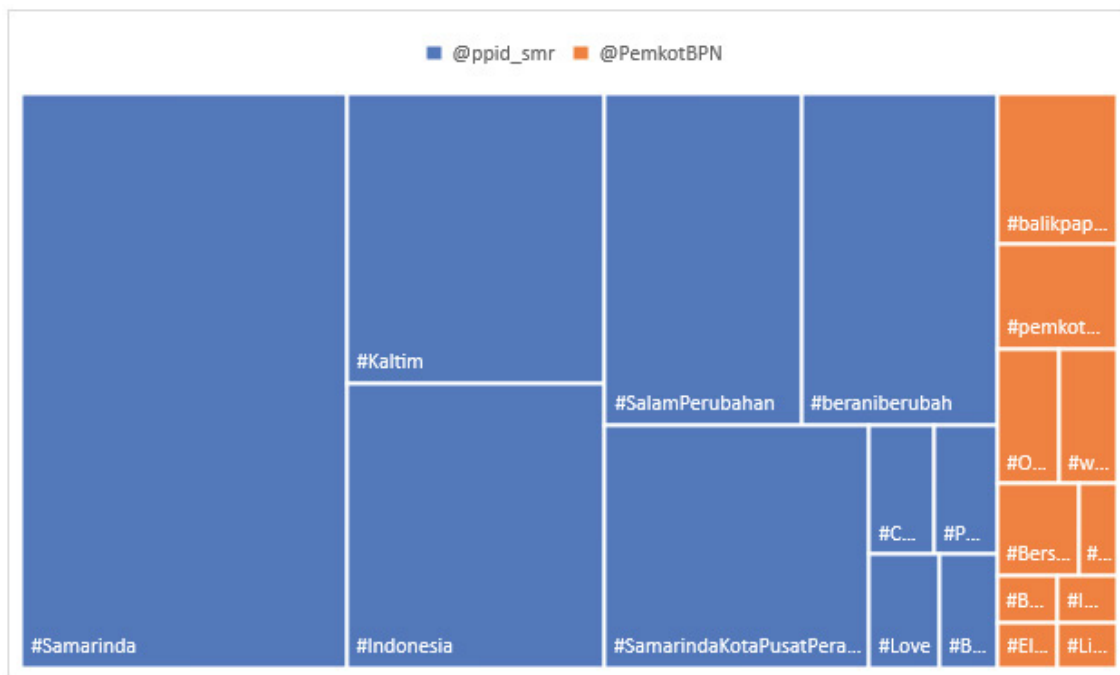 @ppid_smr @PemkotBPN
#Samarinda
#Kaltim
#Indonesia
#SalamPerubahan
#beraniberubah
#SamarindaKotaPusatPera...
#C...
#P...
#Love
#B...
#balikpap...
#pemkot...
#O...
#w...
#Bers...
#...
#B...
#I...
#El...
#Li...